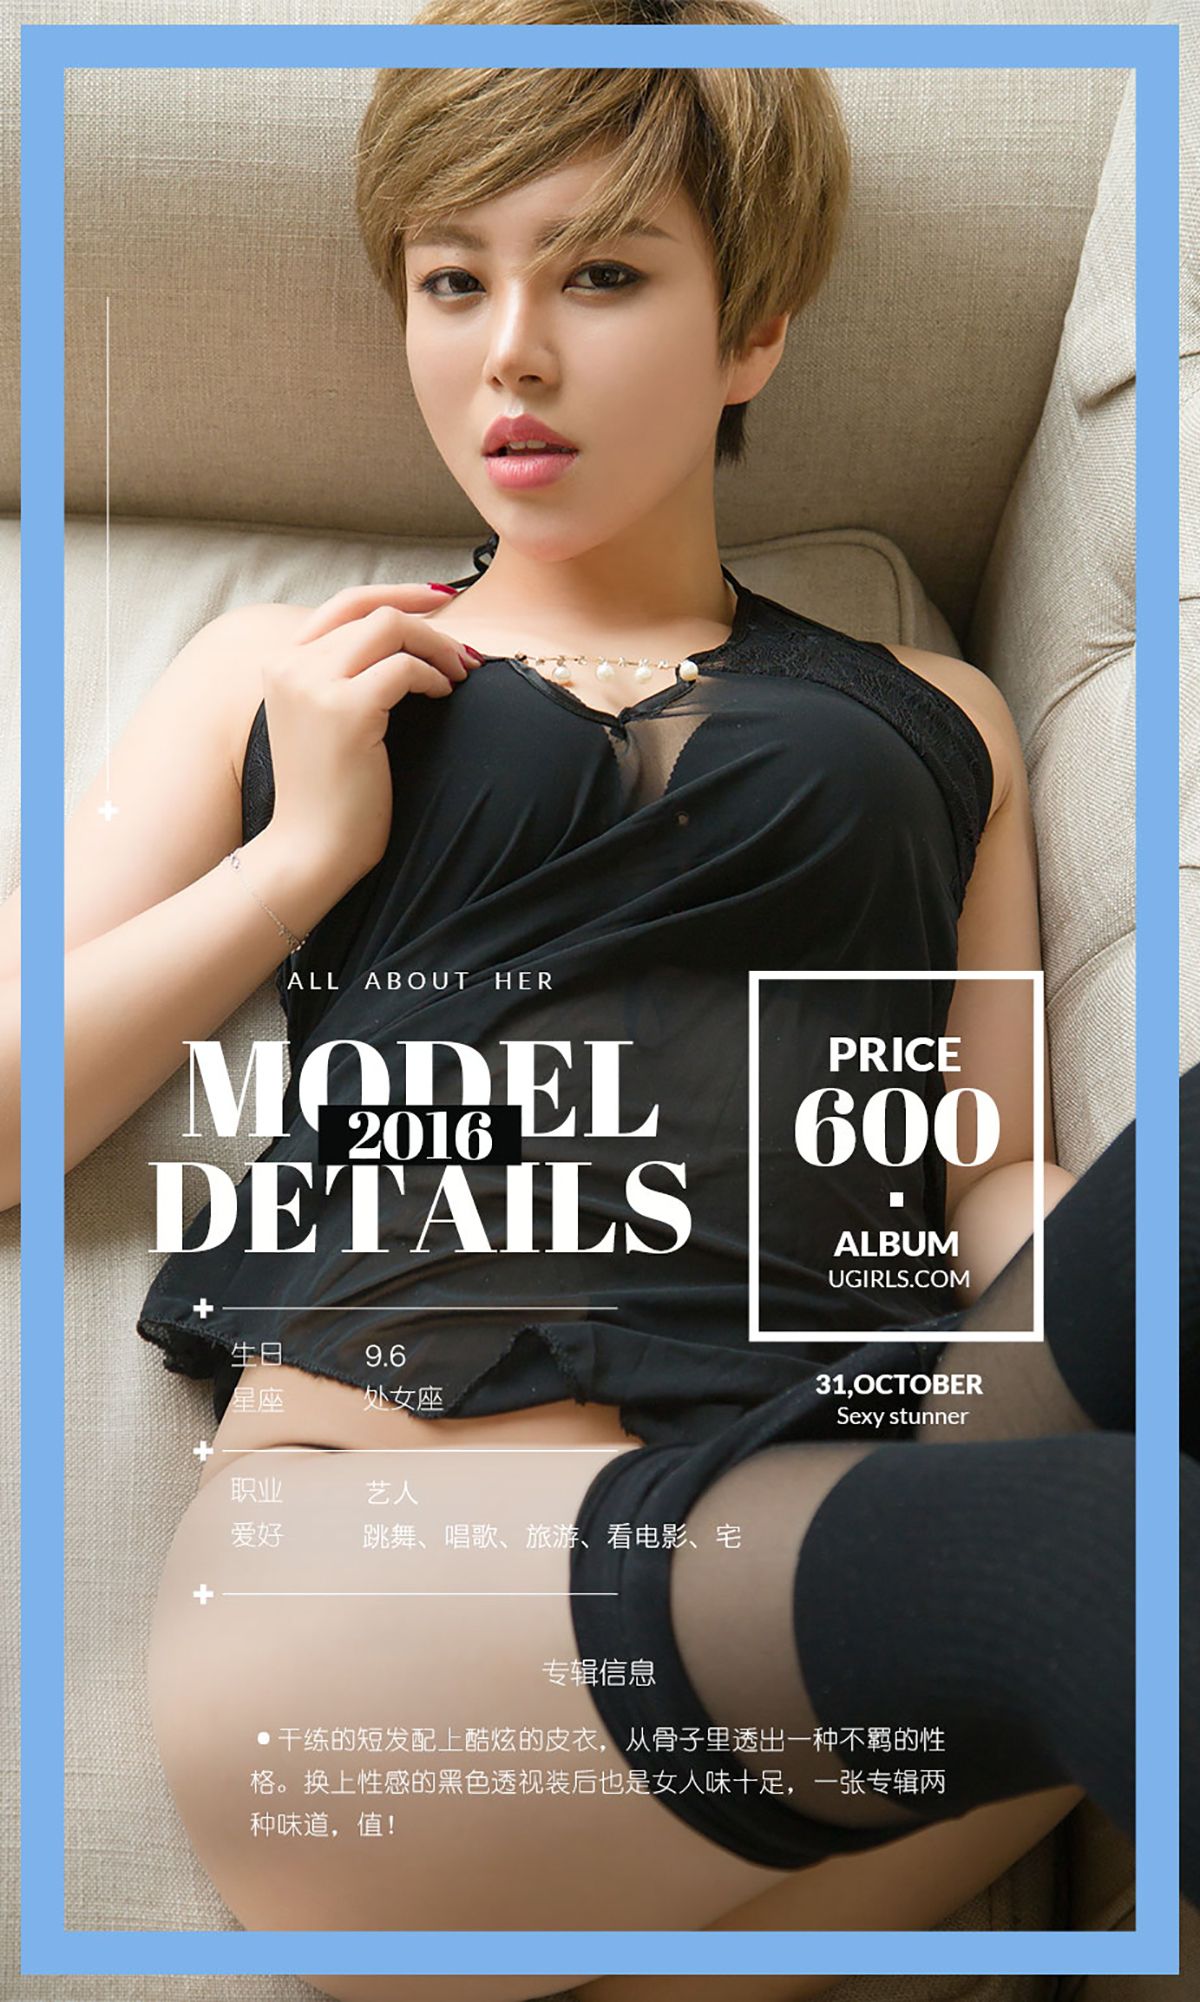 ALL ABOUT HER
MODEL
2016
DETAILS
PRICE
600
ALBUM
UGIRLS.COM
31,OCTOBER
Sexy stunner
生日 9.6
星座 处女座
职业 艺人
爱好 跳舞、唱歌、旅游、看电影、宅
专辑信息
●干练的短发配上酷炫的皮衣，从骨子里透出一种不羁的性
格。换上性感的黑色透视装后也是女人味十足，一张专辑两
种味道，值！